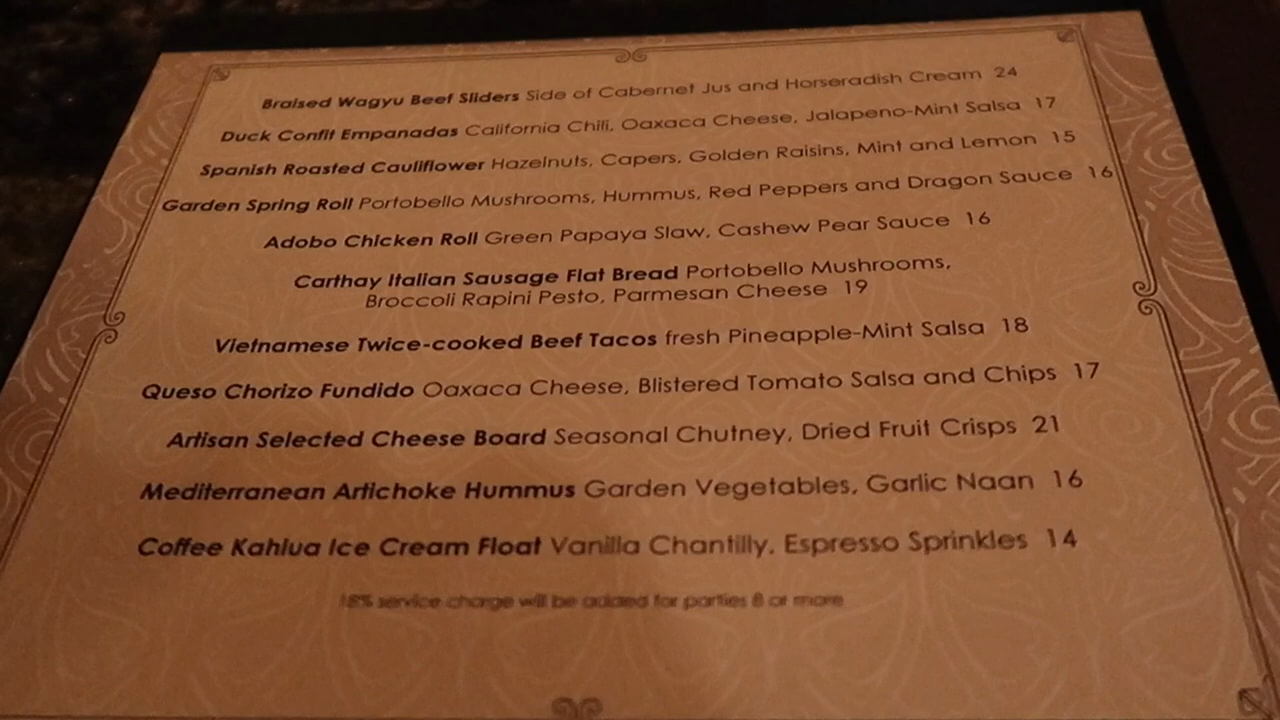 Braised Wagyu Beef Sliders Side of Cabernet Jus and Horseradish Cream 24
Duck Confit Empanadas California Chili, Oaxaca Cheese, Jalapeno-Mint Salsa 17
Spanish Roasted Cauliflower Hazelnuts, Capers, Golden Raisins, Mint and Lemon 15
Garden Spring Roll Portobello Mushrooms, Hummus, Red Peppers and Dragon Sauce 16
Adobo Chicken Roll Green Papaya Slaw, Cashew Pear Sauce 16
Carthay Italian Sausage Flat Bread Portobello Mushrooms,
Broccoli Rapini Pesto, Parmesan Cheese 19
Vietnamese Twice-cooked Beef Tacos fresh Pineapple-Mint Salsa 18
Queso Chorizo Fundido Oaxaca Cheese, Blistered Tomato Salsa and Chips 17
Artisan Selected Cheese Board Seasonal Chutney, Dried Fruit Crisps 21
Mediterranean Artichoke Hummus Garden Vegetables, Garlic Naan 16
Coffee Kahlua Ice Cream Float Vanilla Chantilly, Espresso Sprinkles 14
18% service charge will be added for parties 8 or more